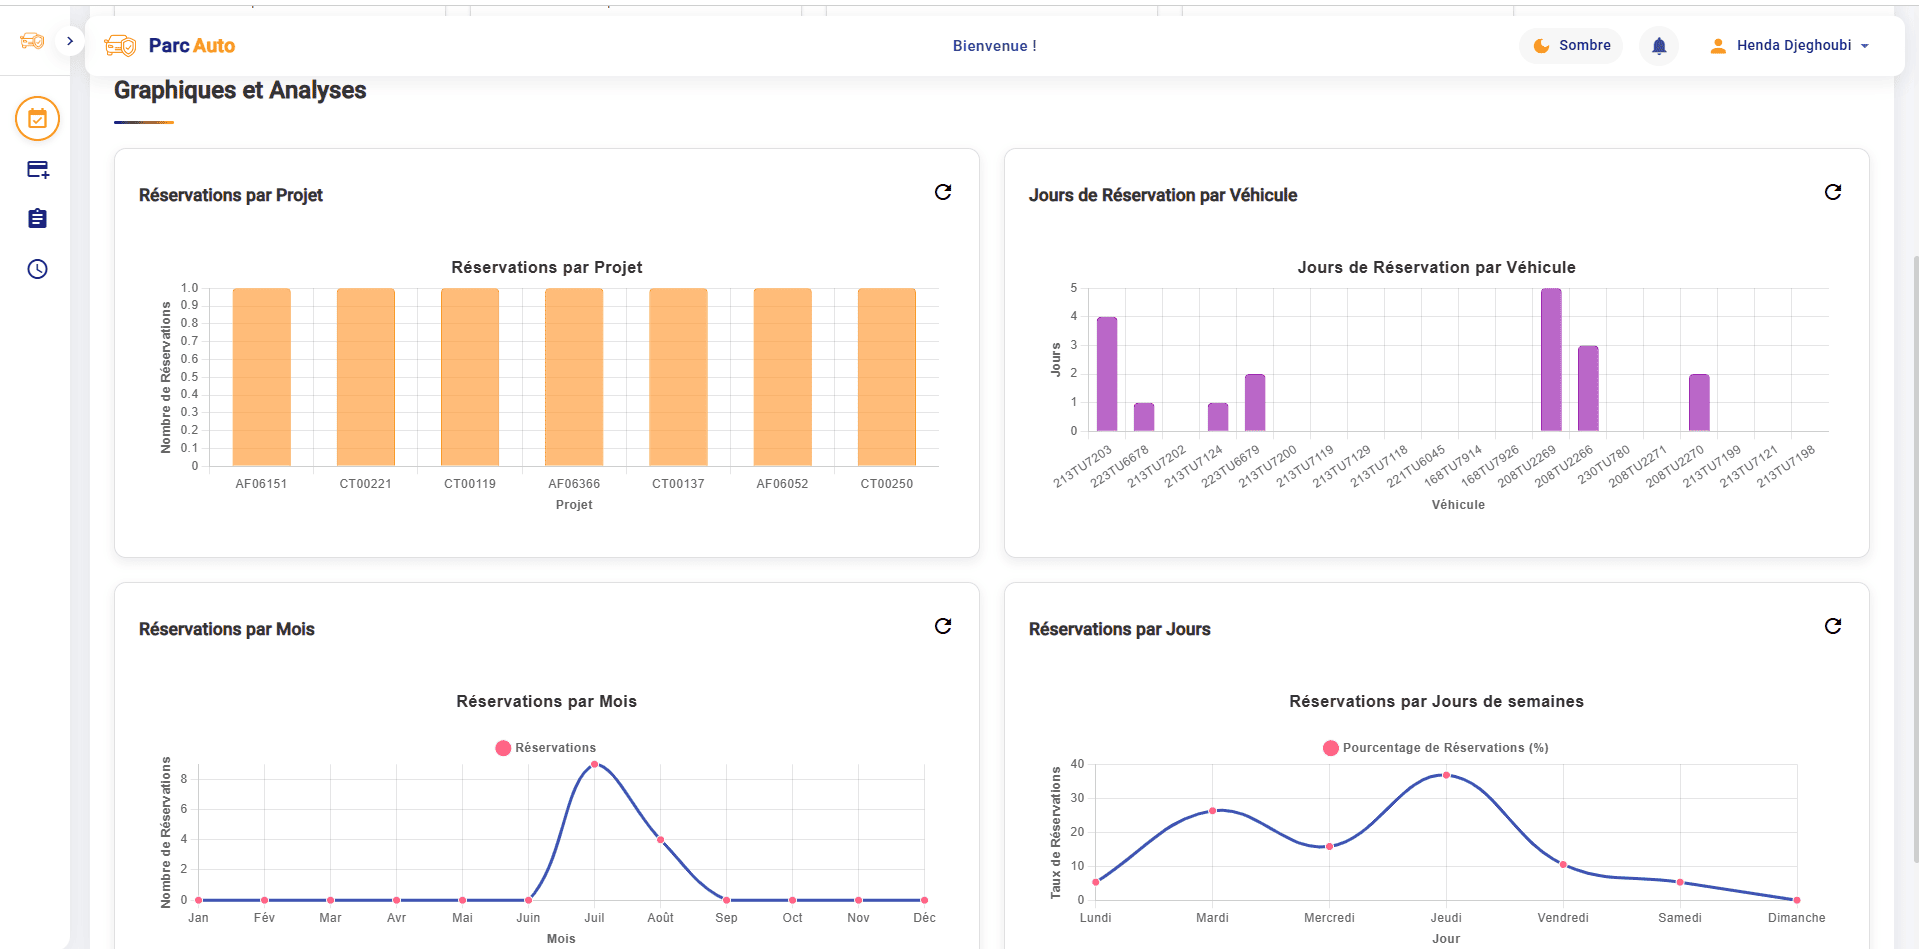 Parc Auto
Bienvenue !
Sombre
Henda Djeghoubi
Graphiques et Analyses
Réservations par Projet
Réservations par Projet
Nombre de Réservations
1.0
0.9
0.8
0.7
0.6
0.5
0.4
0.3
0.2
0.1
0
AF06151 CT00221 CT00119 AF06366 CT00137 AF06052 CT00250
Projet
Jours de Réservation par Véhicule
Jours de Réservation par Véhicule
Jours
5
4
3
2
1
0
213TU7203 223TU6678 213TU7202 213TU7124 223TU6679 213TU7200 213TU7119 213TU7129 213TU7118 221TU6045 168TU7914 168TU7926 208TU2269 208TU2266 230TU780 208TU2271 208TU2270 213TU7199 213TU7121 213TU7198
Véhicule
Réservations par Mois
Réservations par Mois
Réservations
Nombre de Réservations
8
6
4
2
0
Jan Fév Mar Avr Mai Juin Juil Août Sep Oct Nov Déc
Mois
Réservations par Jours
Réservations par Jours de semaines
Pourcentage de Réservations (%)
Taux de Réservations
40
30
20
10
0
Lundi Mardi Mercredi Jeudi Vendredi Samedi Dimanche
Jour